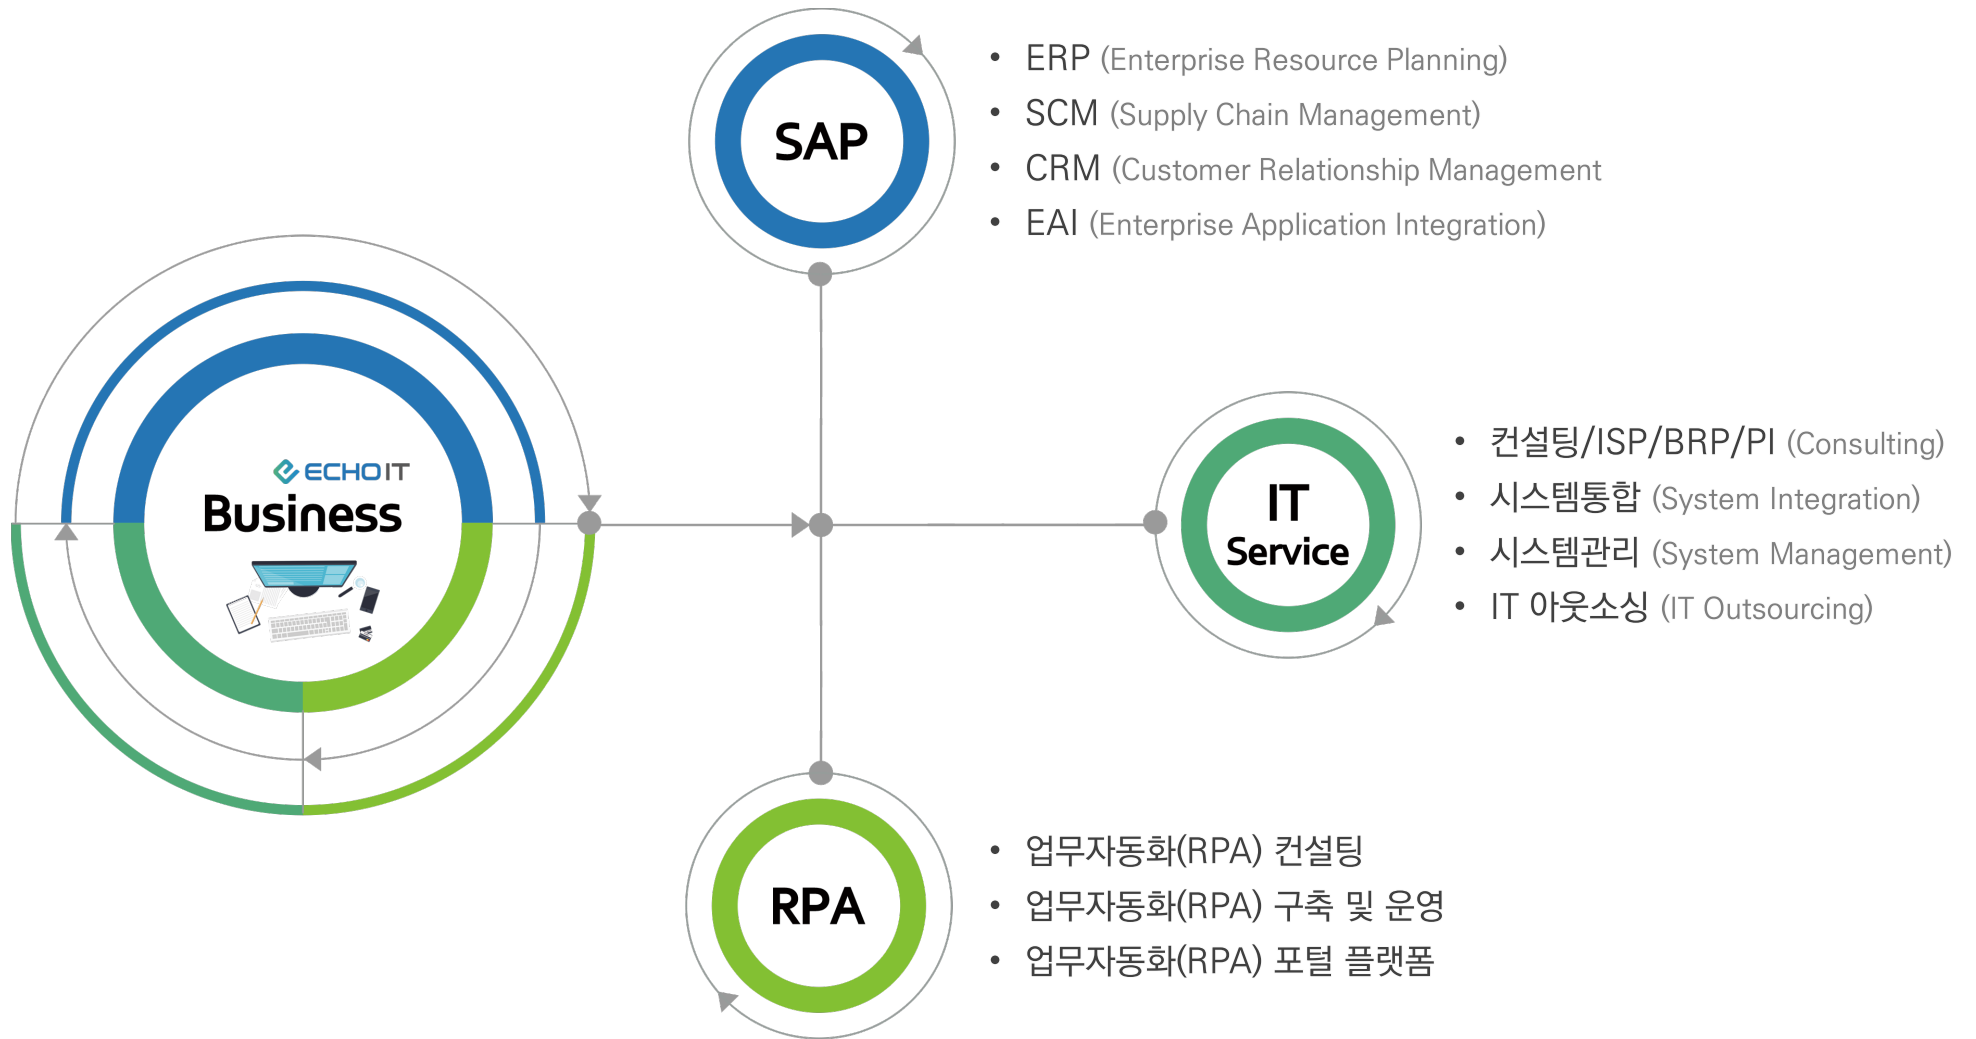 SAP
• ERP (Enterprise Resource Planning)
• SCM (Supply Chain Management)
• CRM (Customer Relationship Management
• EAI (Enterprise Application Integration)
ECHO IT
Business
IT
Service
• 컨설팅/ISP/BRP/PI (Consulting)
• 시스템통합 (System Integration)
• 시스템관리 (System Management)
• IT 아웃소싱 (IT Outsourcing)
RPA
• 업무자동화(RPA) 컨설팅
• 업무자동화(RPA) 구축 및 운영
• 업무자동화(RPA) 포털 플랫폼